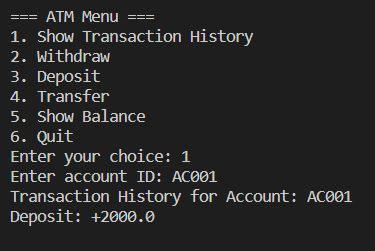 === ATM Menu ===
1. Show Transaction History
2. Withdraw
3. Deposit
4. Transfer
5. Show Balance
6. Quit
Enter your choice: 1
Enter account ID: AC001
Transaction History for Account: AC001
Deposit: +2000.0